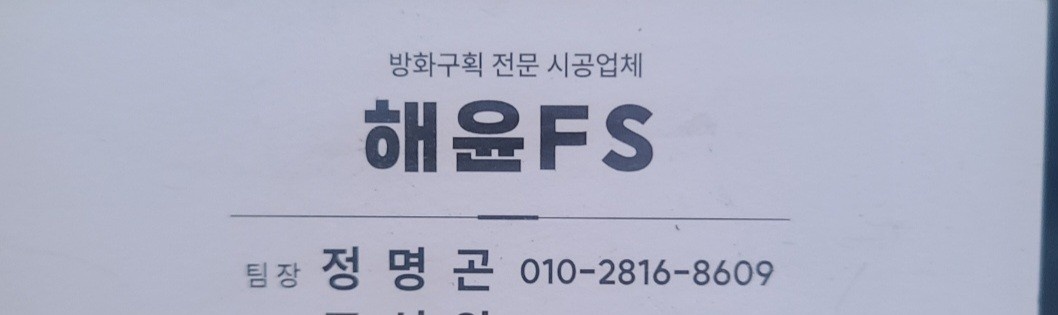 방화구획 전문 시공업체
해윤FS
팀장 정명곤 010-2816-8609